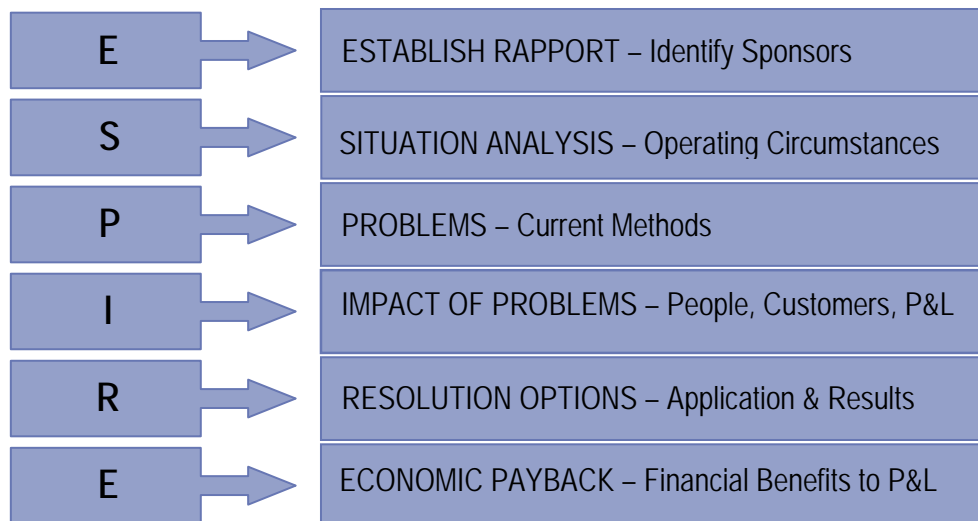 E
ESTABLISH RAPPORT – Identify Sponsors
S
SITUATION ANALYSIS – Operating Circumstances
P
PROBLEMS – Current Methods
I
IMPACT OF PROBLEMS – People, Customers, P&L
R
RESOLUTION OPTIONS – Application & Results
E
ECONOMIC PAYBACK – Financial Benefits to P&L